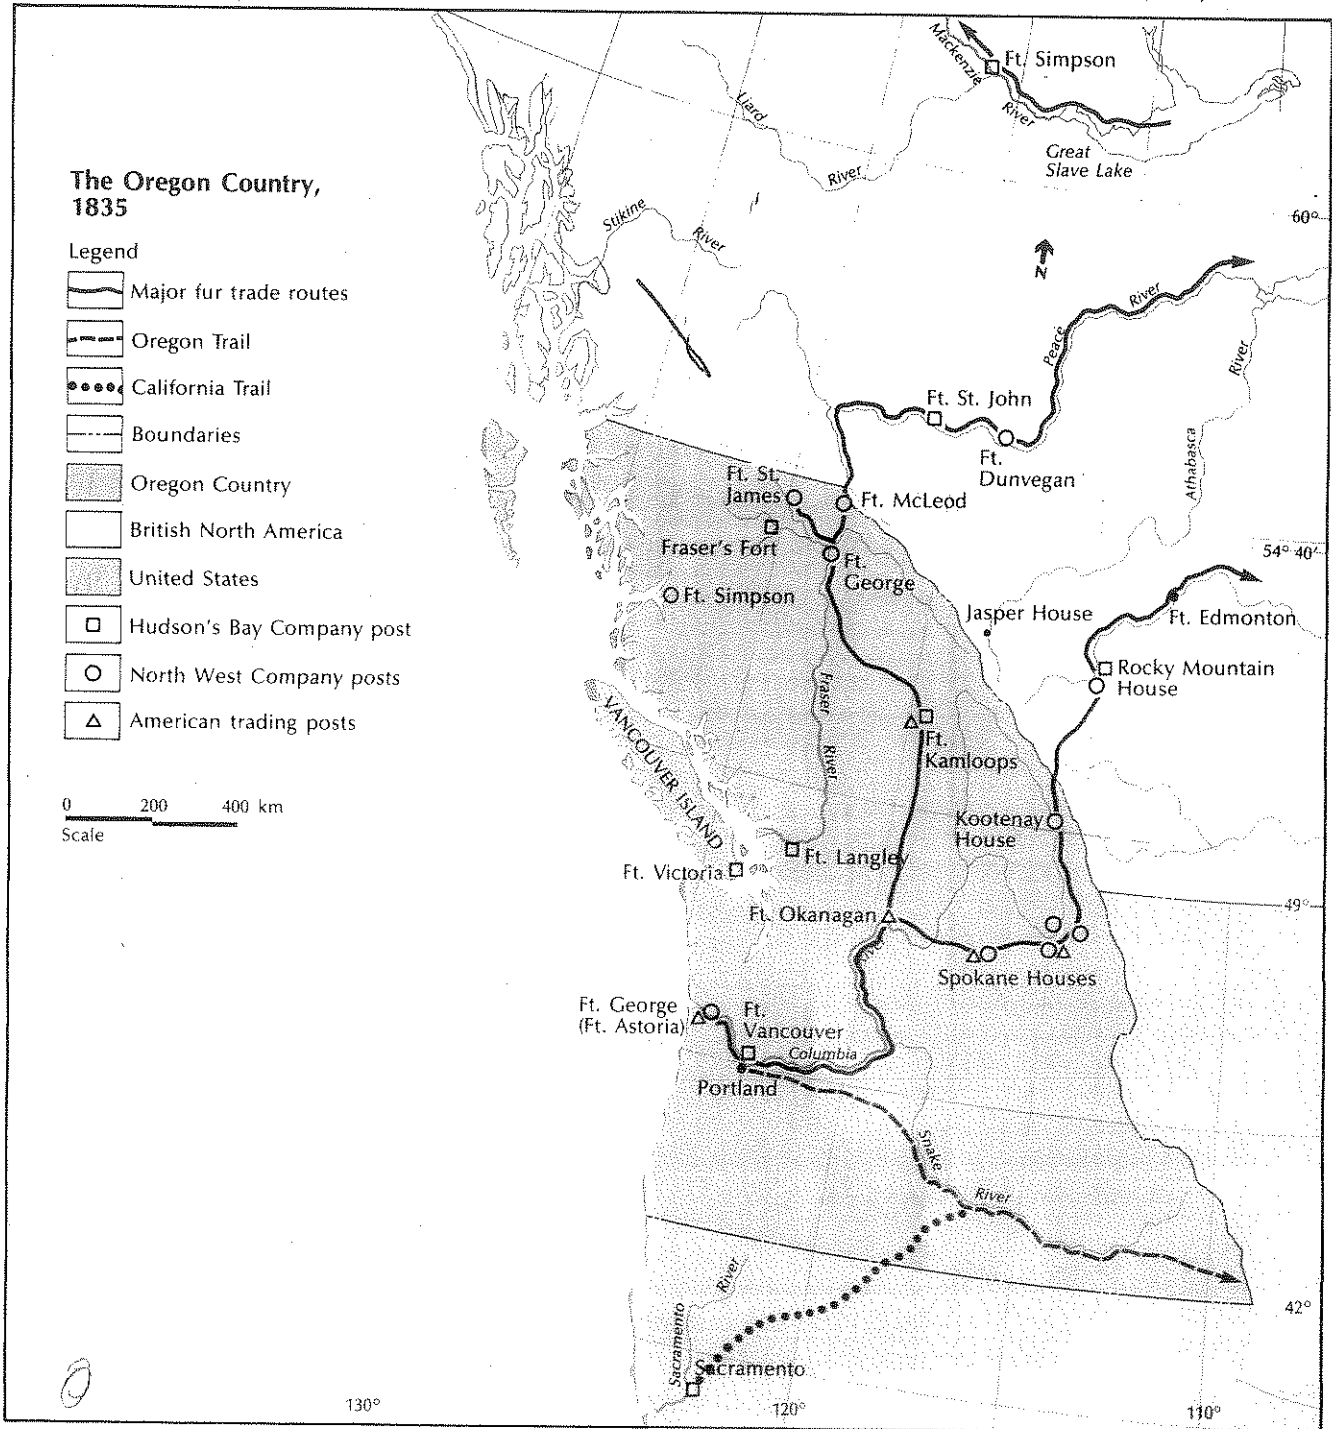 The Oregon Country,
1835
Legend
Major fur trade routes
Oregon Trail
California Trail
Boundaries
Oregon Country
British North America
United States
Hudson's Bay Company post
North West Company posts
American trading posts
0 200 400 km
Scale
Mackenzie
River
Ft. Simpson
Great
Slave Lake
Liard
River
Stikine
River
60°
N
Peace
River
Ft. St. John
Ft.
Dunvegan
Athabasca
River
Ft. St.
James
Ft. McLeod
Fraser's Fort
Ft.
George
Ft. Simpson
54° 40'
Jasper House
Ft. Edmonton
Rocky Mountain
House
Fraser
River
VANCOUVER ISLAND
Ft.
Kamloops
Kootenay
House
Ft. Langley
Ft. Victoria
49°
Ft. Okanagan
Spokane Houses
Ft. George
(Ft. Astoria)
Ft.
Vancouver
Columbia
Portland
Snake
River
42°
Sacramento
River
Sacramento
130°
120°
110°